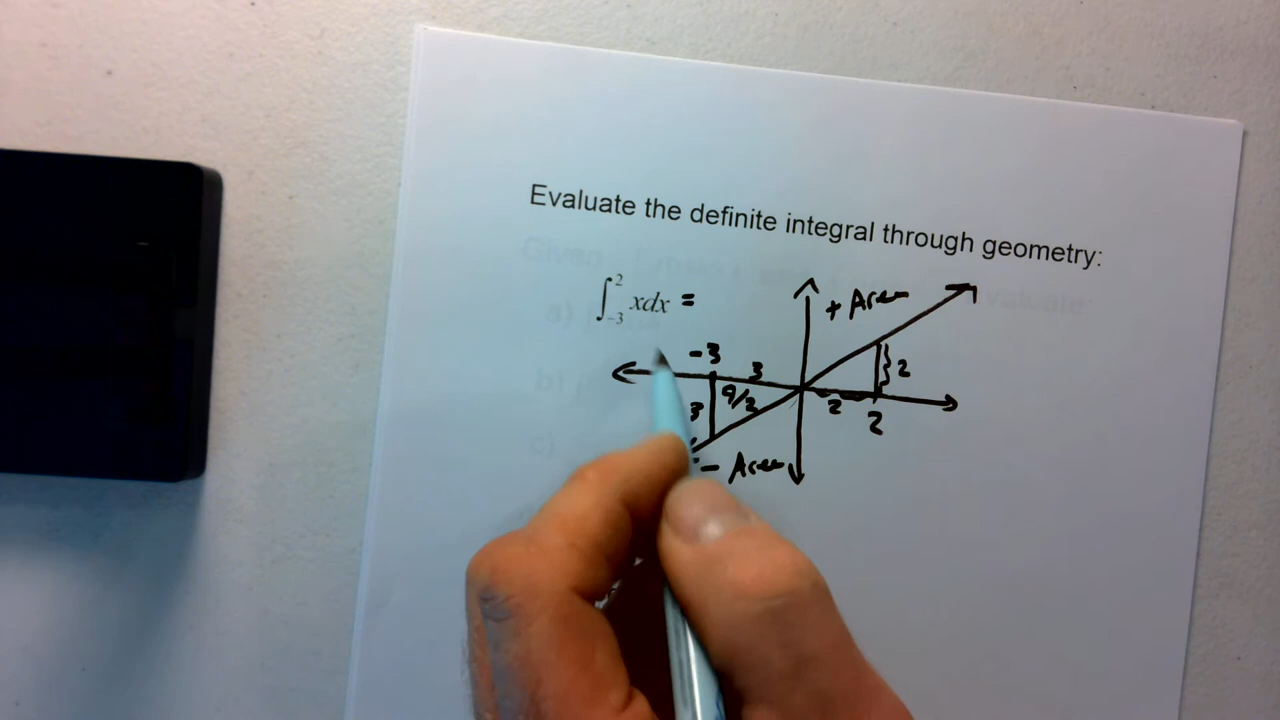 Evaluate the definite integral through geometry:
∫₋₃² xdx =
+ Area
-3
3
2
3
9/2
2
2
- Area